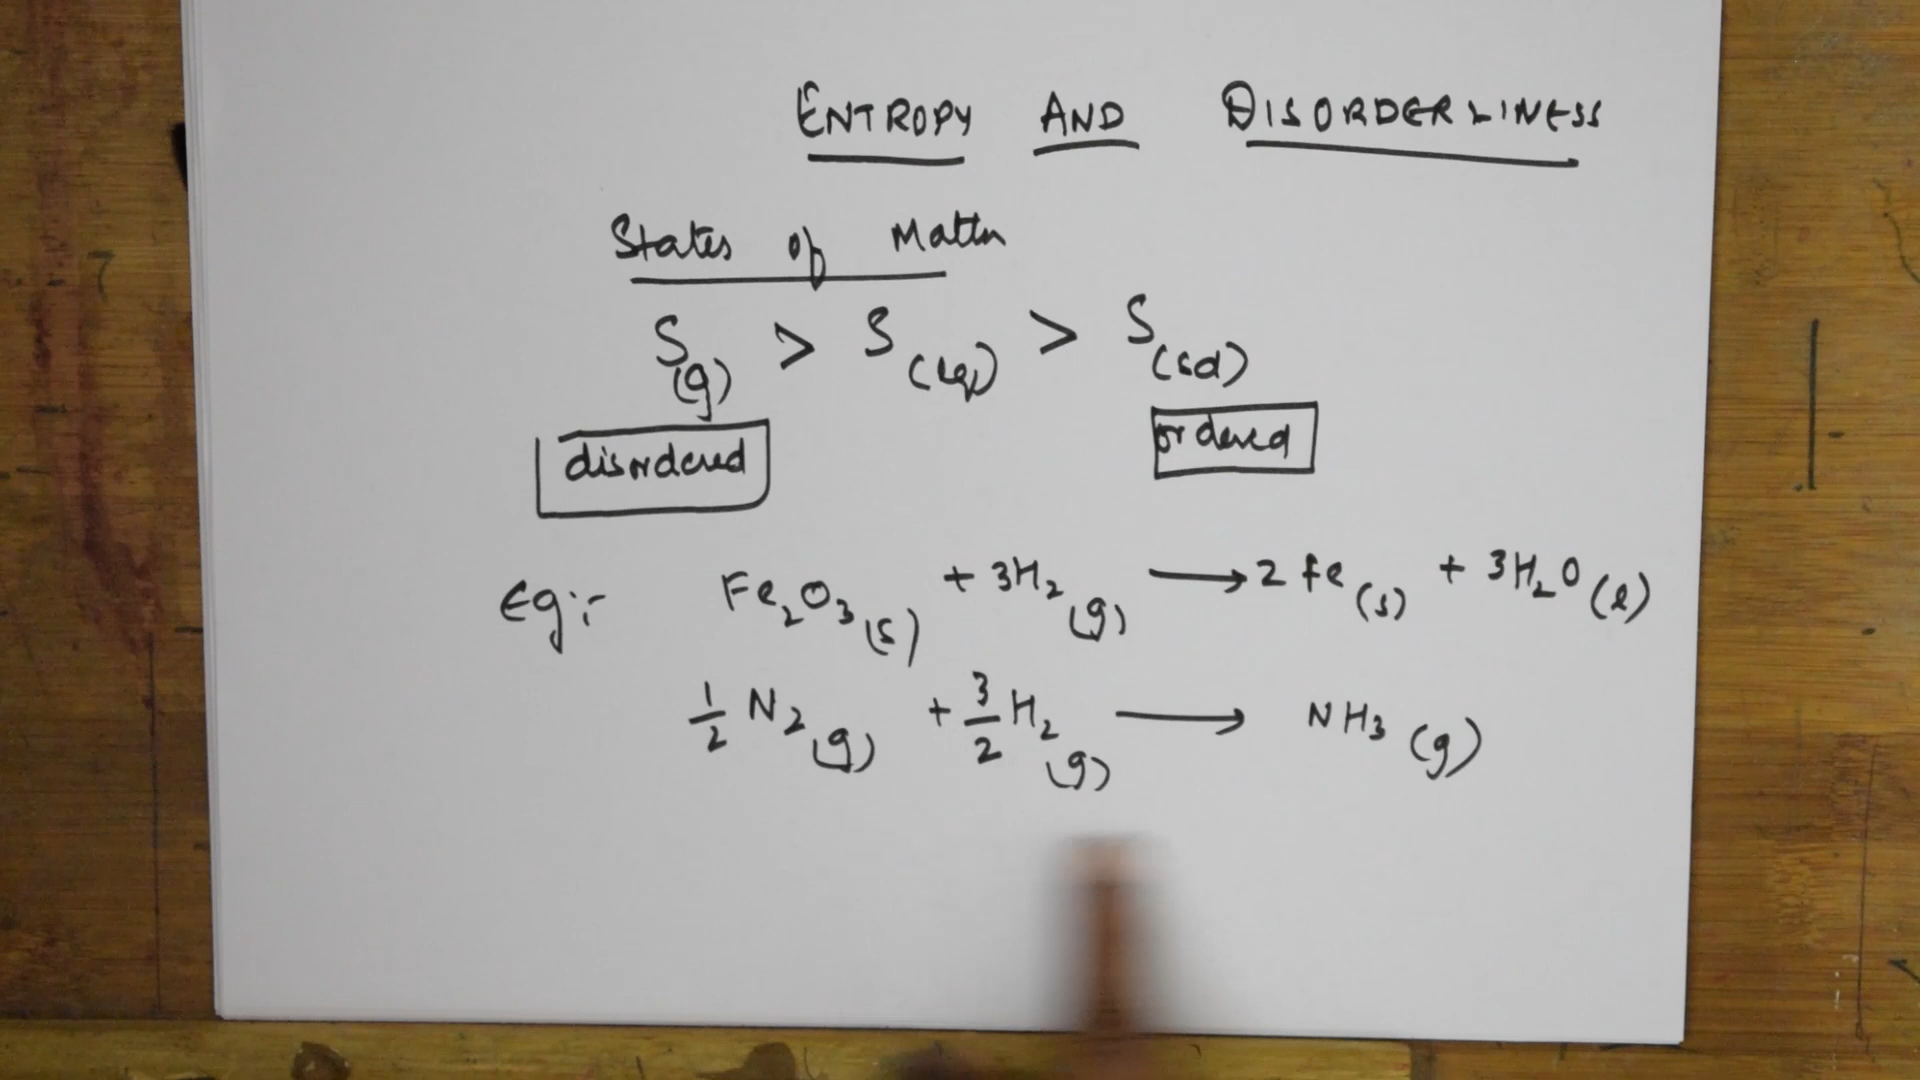 ENTROPY AND DISORDERLINESS
States of Matter
S(g) > S(liq) > S(sd)
disordered ordered
Eg:- Fe₂O₃(s) + 3H₂(g) → 2Fe(s) + 3H₂O(l)
1/2 N₂(g) + 3/2 H₂(g) → NH₃(g)